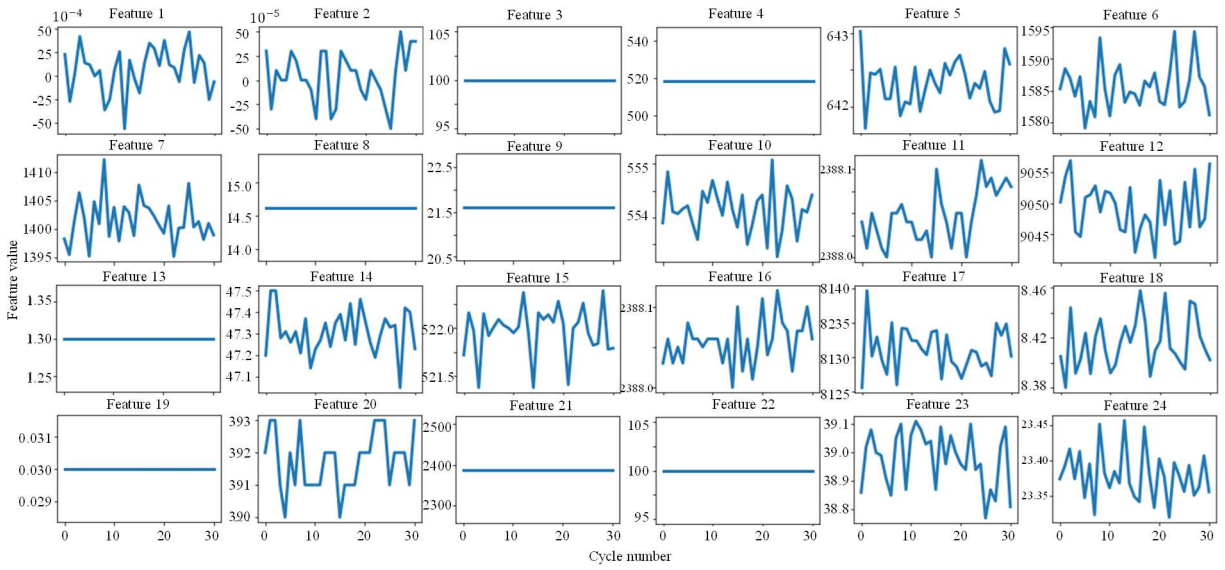 Feature 1 Feature 2 Feature 3 Feature 4 Feature 5 Feature 6
10⁻⁴ 10⁻⁵
50 25 0 -25 -50
50 25 0 -25 -50
105 100 95
540 520 500
643 642
1595 1590 1585 1580
Feature 7 Feature 8 Feature 9 Feature 10 Feature 11 Feature 12
1410 1405 1400 1395
15.0 14.5 14.0
22.5 22.0 21.5 21.0 20.5
555 554
2388.1 2388.0
9055 9050 9045
Feature value
Feature 13 Feature 14 Feature 15 Feature 16 Feature 17 Feature 18
1.35 1.30 1.25
47.5 47.4 47.3 47.2 47.1
522.0 521.5
2388.1 2388.0
8140 8235 8130 8125
8.46 8.42 8.38
Feature 19 Feature 20 Feature 21 Feature 22 Feature 23 Feature 24
0.031 0.030 0.029
393 392 391 390
2500 2400 2300
105 100 95
39.1 39.0 38.9 38.8
23.45 23.40 23.35
0 10 20 30 0 10 20 30 0 10 20 30 0 10 20 30 0 10 20 30 0 10 20 30
Cycle number